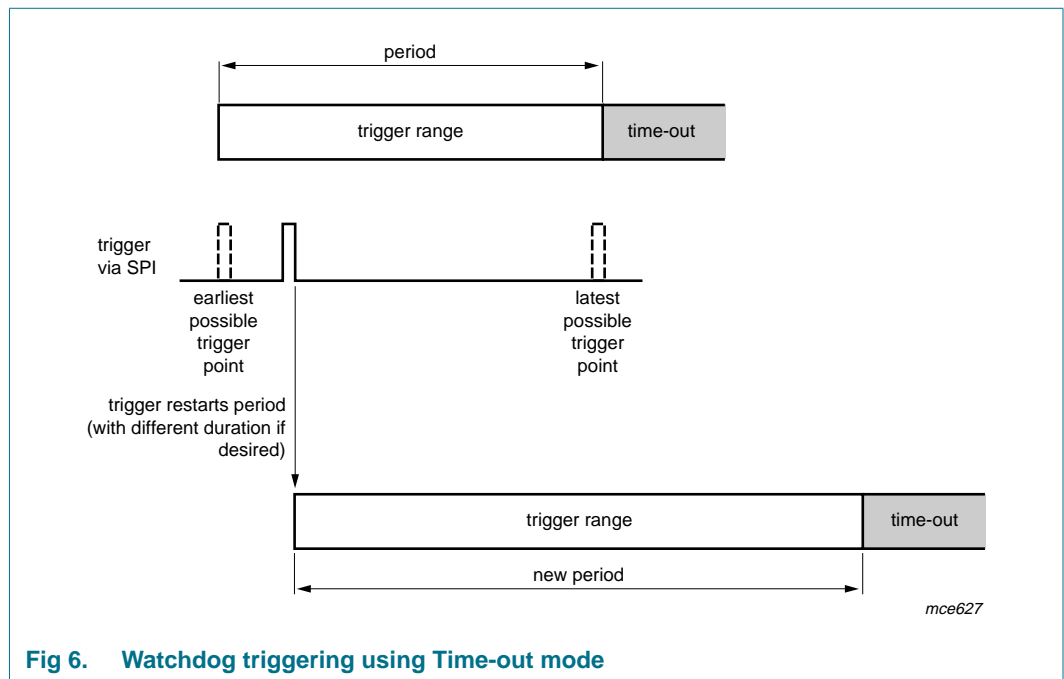 period
trigger range
time-out
trigger
via SPI
earliest
possible
trigger
point
latest
possible
trigger
point
trigger restarts period
(with different duration if
desired)
trigger range
time-out
new period
mce627
Fig 6. Watchdog triggering using Time-out mode